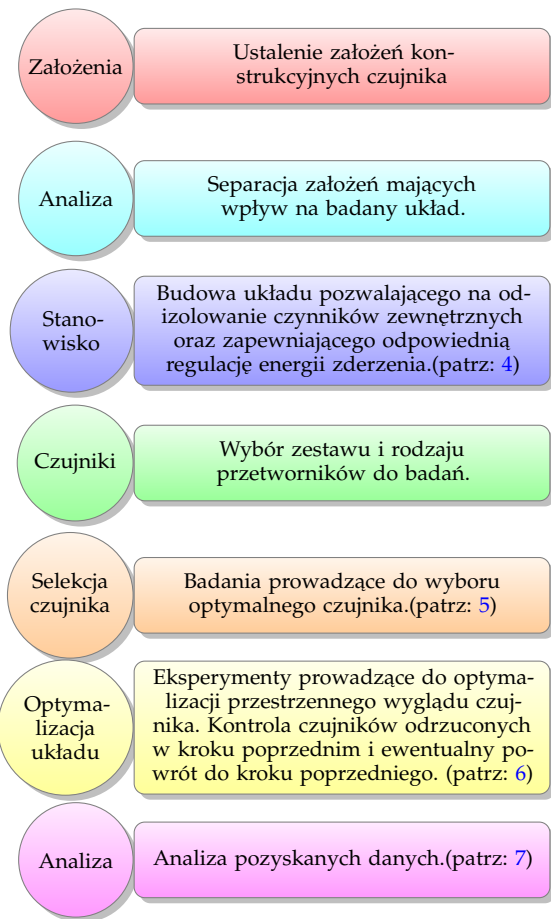 Założenia
Ustalenie założeń kon-
strukcyjnych czujnika
Analiza
Separacja założeń mających
wpływ na badany układ.
Stano-
wisko
Budowa układu pozwalającego na od-
izolowanie czynników zewnętrznych
oraz zapewniającego odpowiednią
regulację energii zderzenia.(patrz: 4)
Czujniki
Wybór zestawu i rodzaju
przetworników do badań.
Selekcja
czujnika
Badania prowadzące do wyboru
optymalnego czujnika.(patrz: 5)
Optyma-
lizacja
układu
Eksperymenty prowadzące do optyma-
lizacji przestrzennego wyglądu czuj-
nika. Kontrola czujników odrzuconych
w kroku poprzednim i ewentualny po-
wrót do kroku poprzedniego. (patrz: 6)
Analiza
Analiza pozyskanych danych.(patrz: 7)